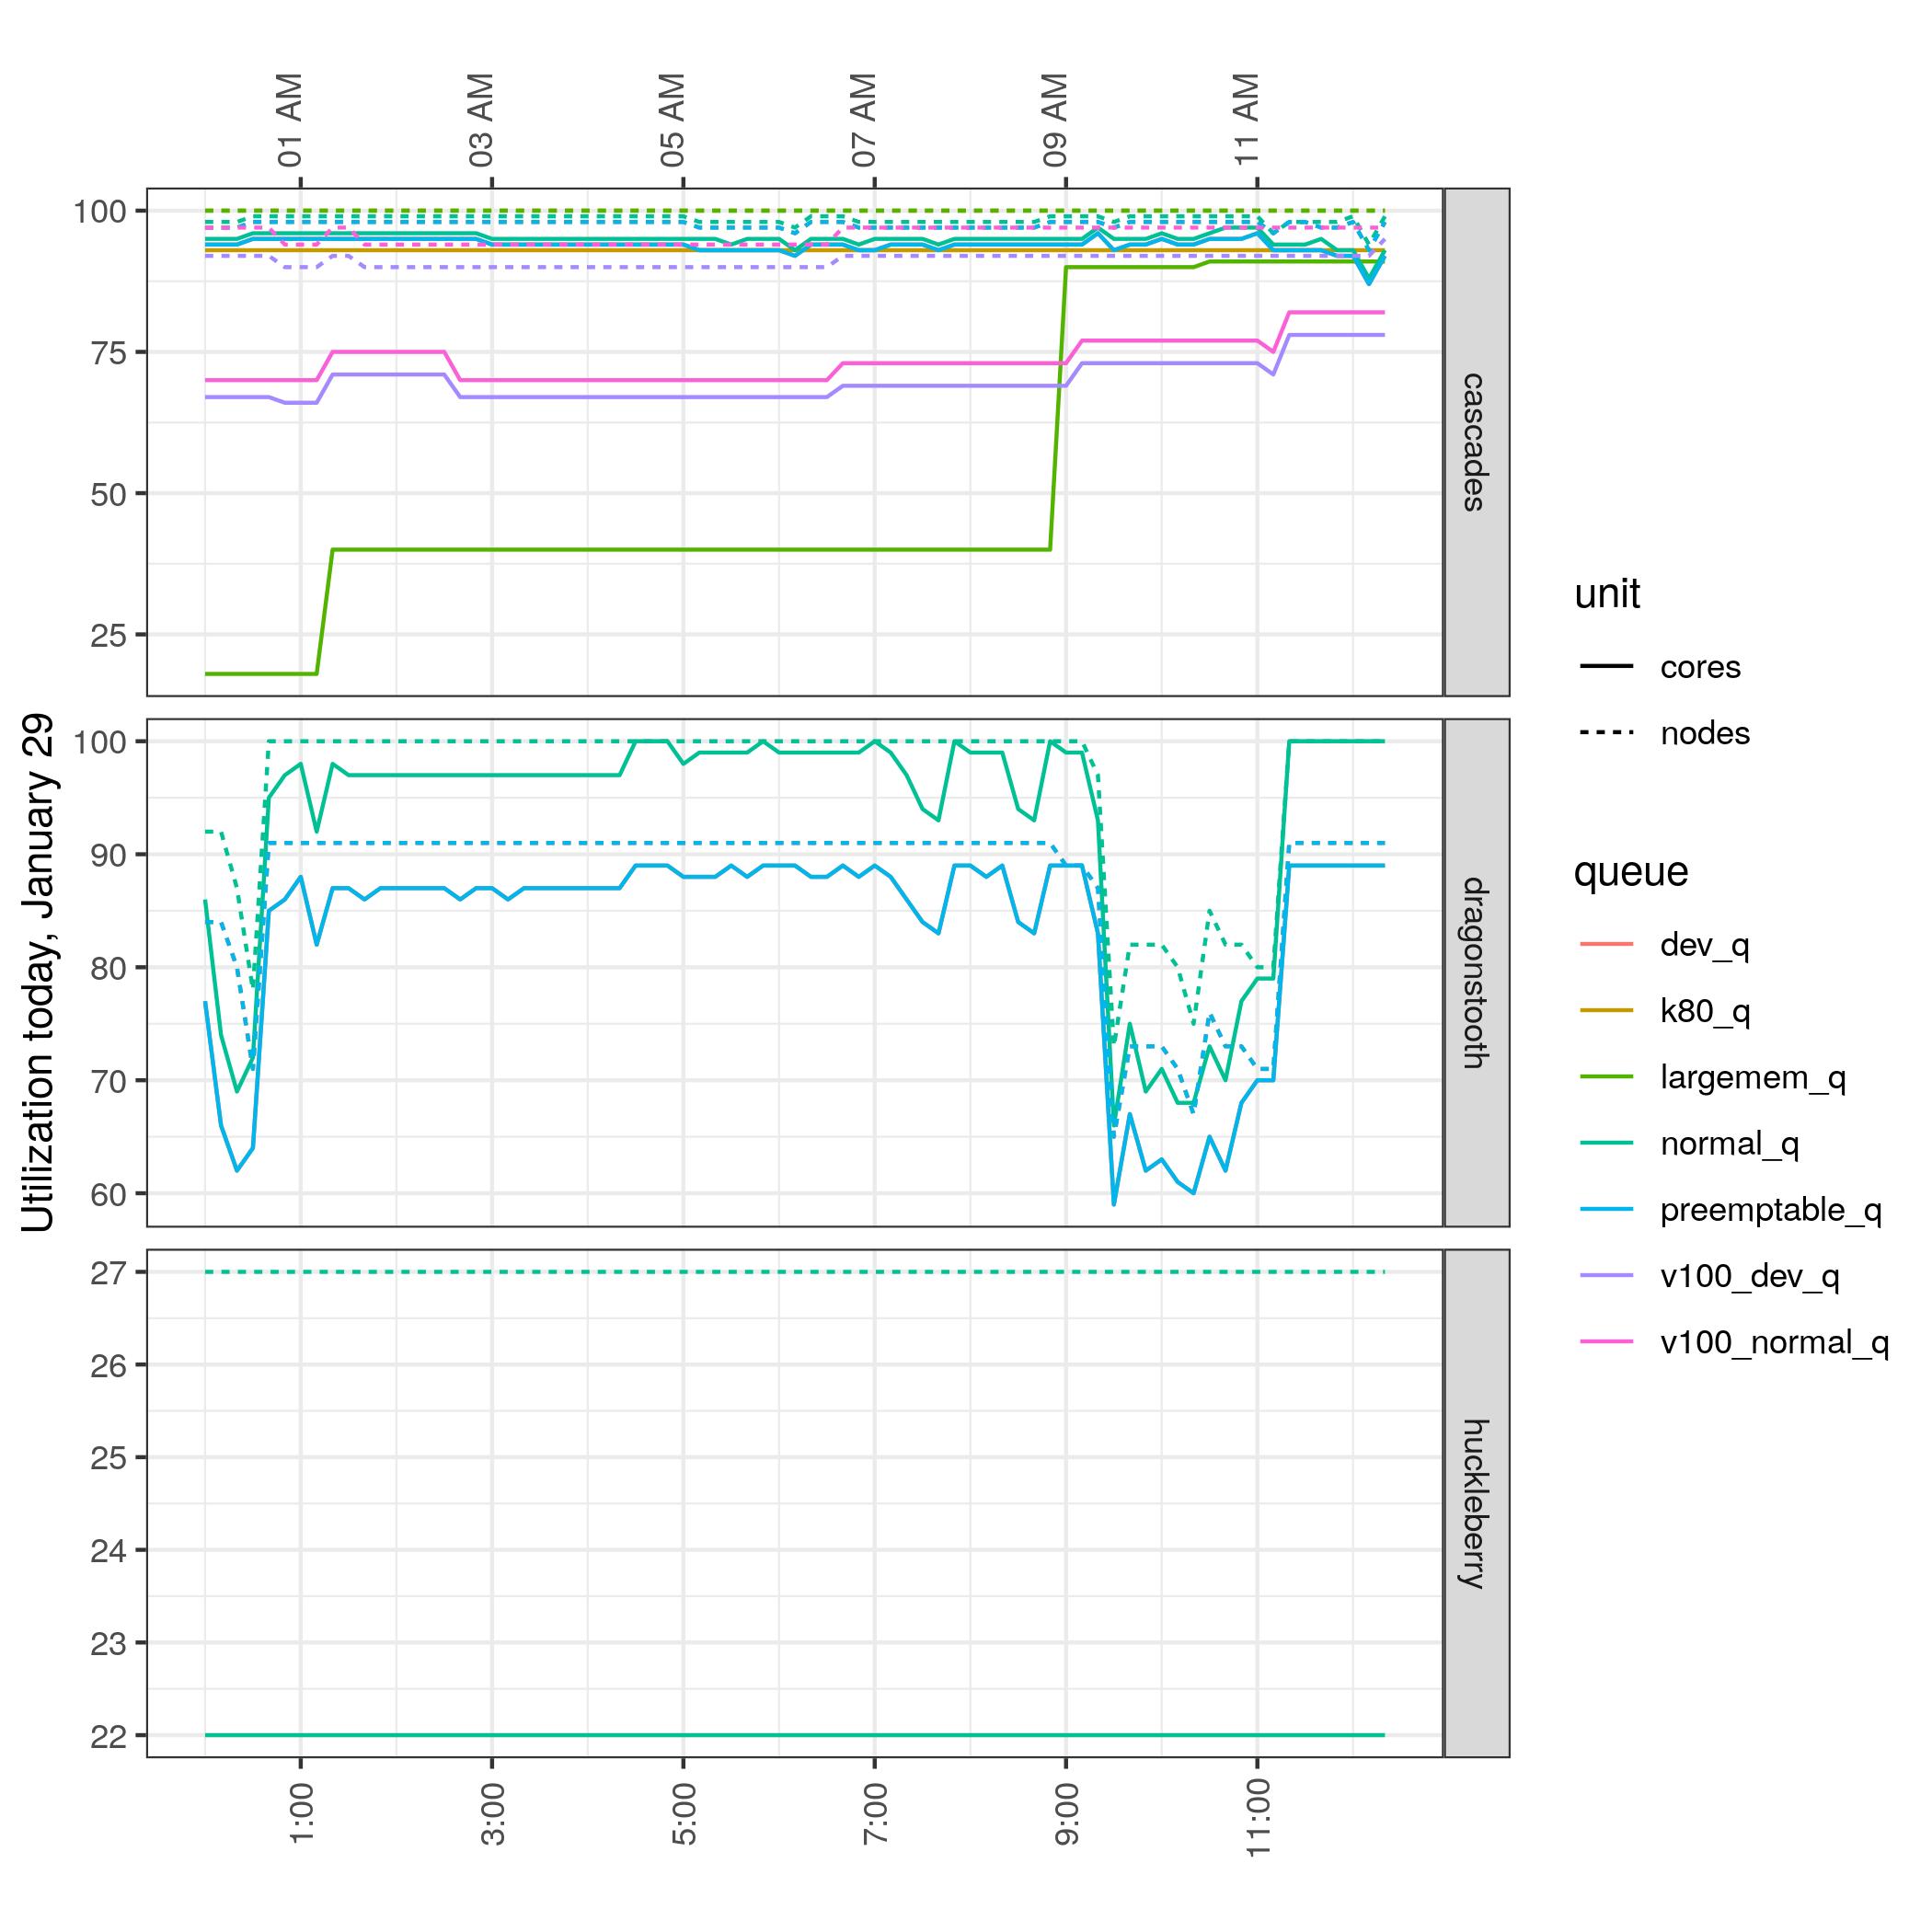 01 AM
03 AM
05 AM
07 AM
09 AM
11 AM
Utilization today, January 29
100
75
50
25
cascades
100
90
80
70
60
dragonstooth
27
26
25
24
23
22
huckleberry
1:00
3:00
5:00
7:00
9:00
11:00
unit
cores
nodes
queue
dev_q
k80_q
largemem_q
normal_q
preemptable_q
v100_dev_q
v100_normal_q